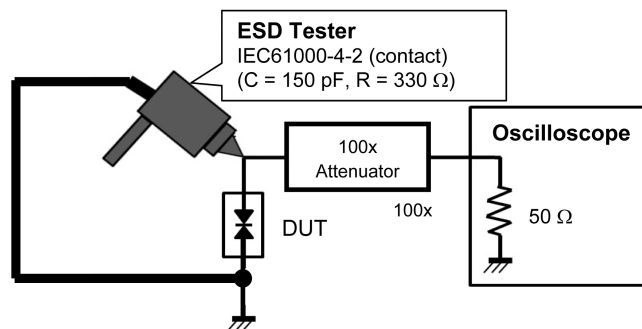 ESD Tester
IEC61000-4-2 (contact)
(C = 150 pF, R = 330 Ω)
Oscilloscope
100x
Attenuator
100x
50 Ω
DUT